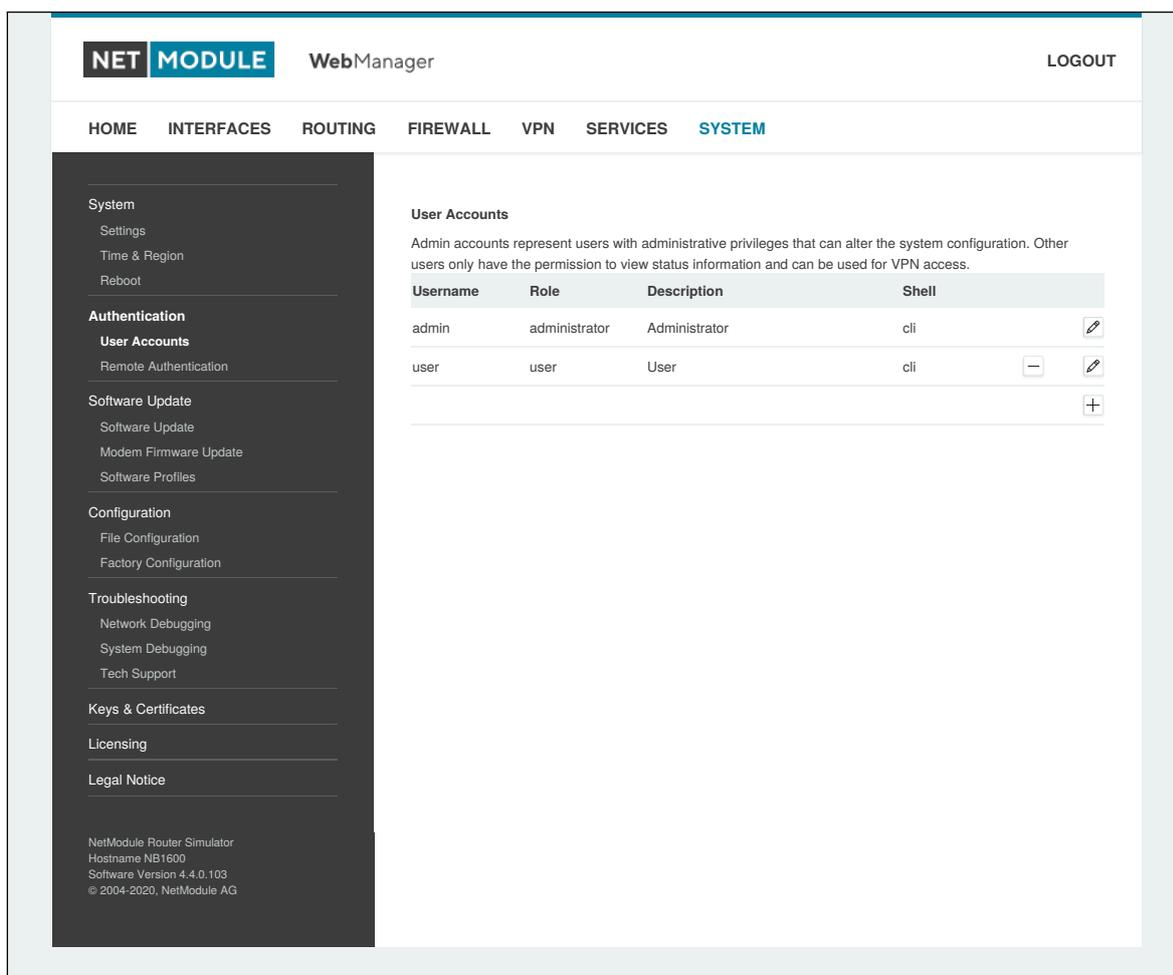 NET MODULE WebManager LOGOUT
HOME INTERFACES ROUTING FIREWALL VPN SERVICES SYSTEM
System
Settings
Time & Region
Reboot
Authentication
User Accounts
Remote Authentication
Software Update
Software Update
Modem Firmware Update
Software Profiles
Configuration
File Configuration
Factory Configuration
Troubleshooting
Network Debugging
System Debugging
Tech Support
Keys & Certificates
Licensing
Legal Notice
NetModule Router Simulator
Hostname NB1600
Software Version 4.4.0.103
© 2004-2020, NetModule AG
User Accounts
Admin accounts represent users with administrative privileges that can alter the system configuration. Other
users only have the permission to view status information and can be used for VPN access.
Username Role Description Shell
admin administrator Administrator cli
user user User cli